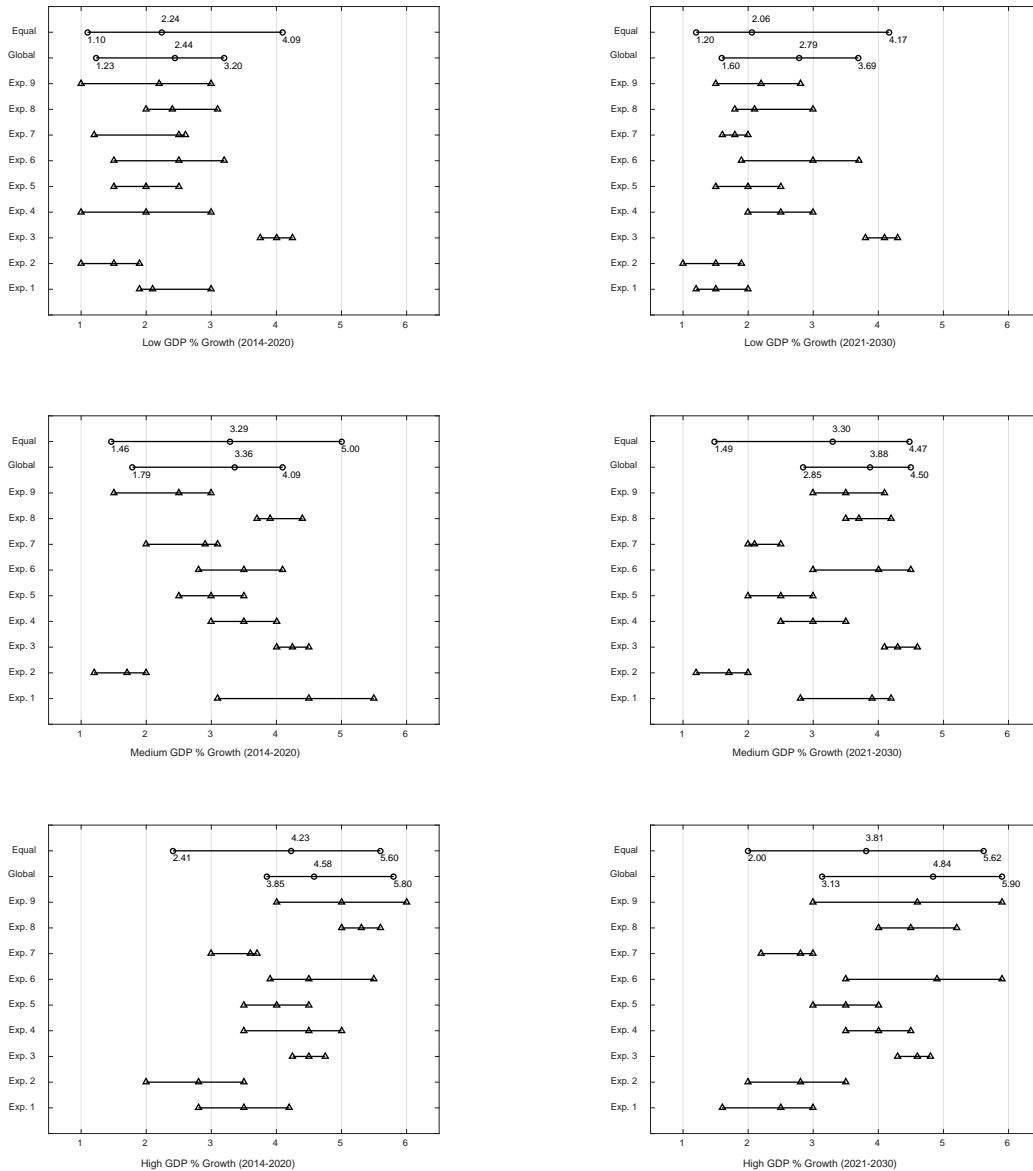 2.24
Equal
1.10 4.09
2.44
Global
1.23 3.20
Exp. 9
Exp. 8
Exp. 7
Exp. 6
Exp. 5
Exp. 4
Exp. 3
Exp. 2
Exp. 1
1 2 3 4 5 6
Low GDP % Growth (2014-2020)
2.06
Equal
1.20 4.17
2.79
Global
1.60 3.69
Exp. 9
Exp. 8
Exp. 7
Exp. 6
Exp. 5
Exp. 4
Exp. 3
Exp. 2
Exp. 1
1 2 3 4 5 6
Low GDP % Growth (2021-2030)
3.29
Equal
1.46 5.00
3.36
Global
1.79 4.09
Exp. 9
Exp. 8
Exp. 7
Exp. 6
Exp. 5
Exp. 4
Exp. 3
Exp. 2
Exp. 1
1 2 3 4 5 6
Medium GDP % Growth (2014-2020)
3.30
Equal
1.49 4.47
3.88
Global
2.85 4.50
Exp. 9
Exp. 8
Exp. 7
Exp. 6
Exp. 5
Exp. 4
Exp. 3
Exp. 2
Exp. 1
1 2 3 4 5 6
Medium GDP % Growth (2021-2030)
4.23
Equal
2.41 5.60
4.58
Global
3.85 5.80
Exp. 9
Exp. 8
Exp. 7
Exp. 6
Exp. 5
Exp. 4
Exp. 3
Exp. 2
Exp. 1
1 2 3 4 5 6
High GDP % Growth (2014-2020)
3.81
Equal
2.00 5.62
4.84
Global
3.13 5.90
Exp. 9
Exp. 8
Exp. 7
Exp. 6
Exp. 5
Exp. 4
Exp. 3
Exp. 2
Exp. 1
1 2 3 4 5 6
High GDP % Growth (2021-2030)